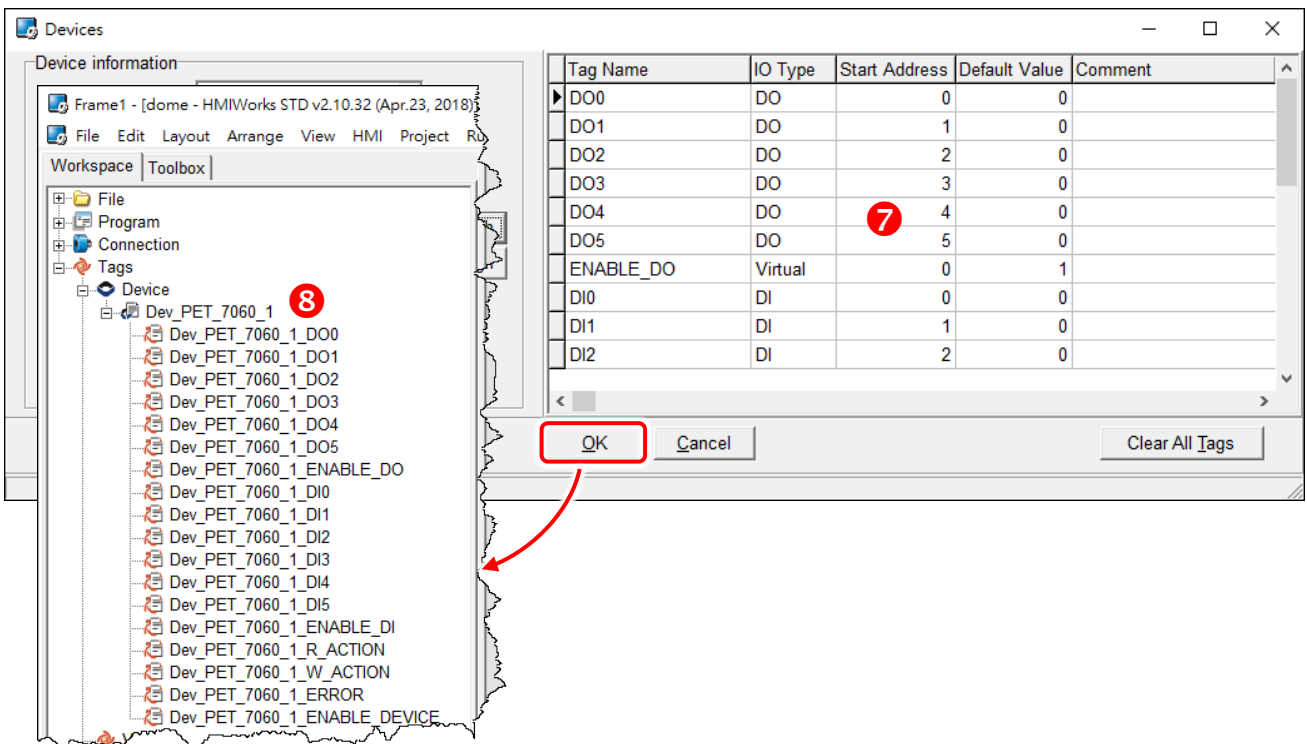 Devices
Device information
Frame1 - [dome - HMIWorks STD v2.10.32 (Apr.23, 2018)
File Edit Layout Arrange View HMI Project
Workspace Toolbox
File
Program
Connection
Tags
Device
8
Dev_PET_7060_1
Dev_PET_7060_1_DO0
Dev_PET_7060_1_DO1
Dev_PET_7060_1_DO2
Dev_PET_7060_1_DO3
Dev_PET_7060_1_DO4
Dev_PET_7060_1_DO5
Dev_PET_7060_1_ENABLE_DO
Dev_PET_7060_1_DI0
Dev_PET_7060_1_DI1
Dev_PET_7060_1_DI2
Dev_PET_7060_1_DI3
Dev_PET_7060_1_DI4
Dev_PET_7060_1_DI5
Dev_PET_7060_1_ENABLE_DI
Dev_PET_7060_1_R_ACTION
Dev_PET_7060_1_W_ACTION
Dev_PET_7060_1_ERROR
Dev_PET_7060_1_ENABLE_DEVICE
Tag Name IO Type Start Address Default Value Comment
DO0 DO 0 0
DO1 DO 1 0
DO2 DO 2 0
DO3 DO 3 0
DO4 DO 4 0
7
DO5 DO 5 0
ENABLE_DO Virtual 0 1
DI0 DI 0 0
DI1 DI 1 0
DI2 DI 2 0
OK Cancel Clear All Tags